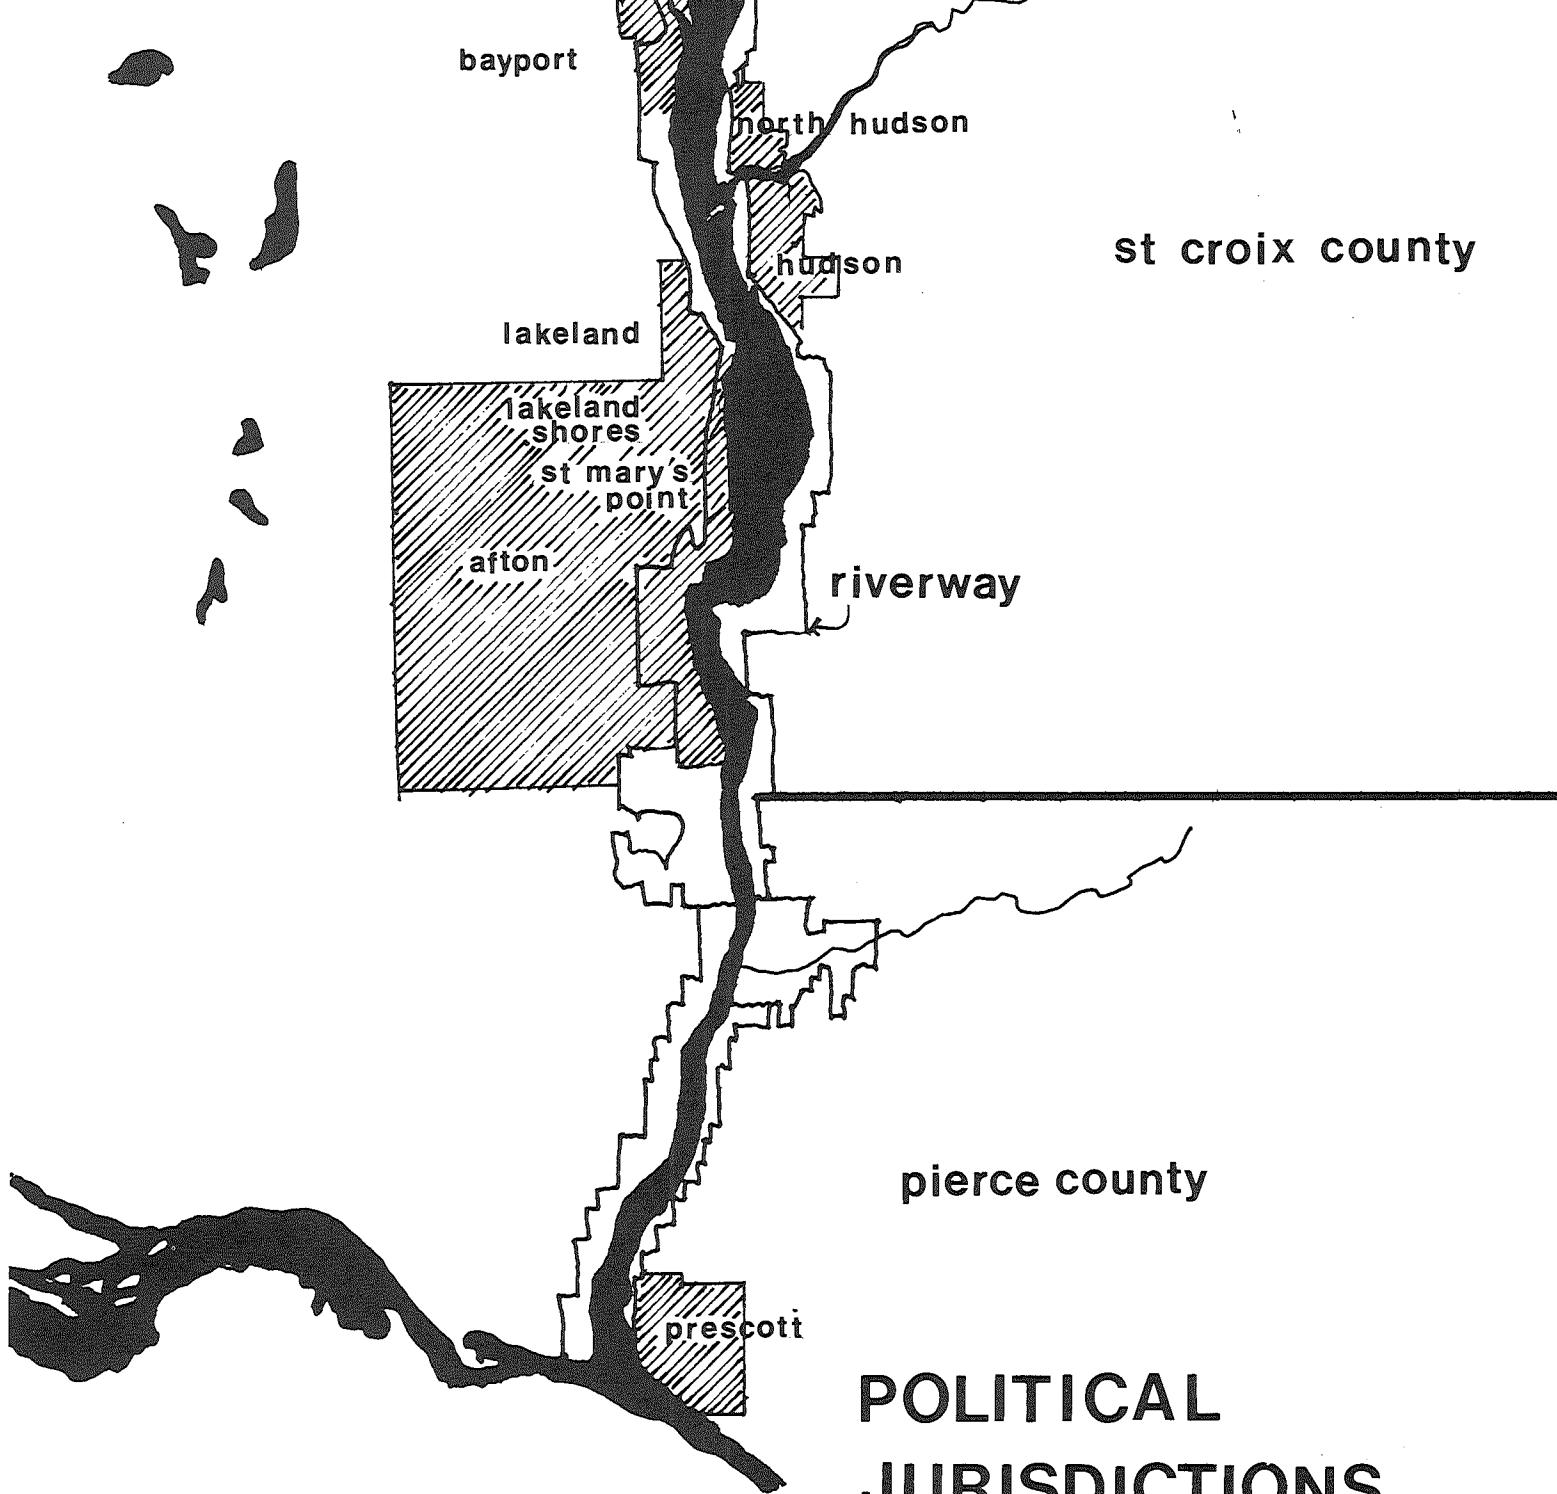 bayport
north hudson
st croix county
hudson
lakeland
lakeland
shores
st mary's
point
afton
riverway
pierce county
prescott
POLITICAL
JURISDICTIONS